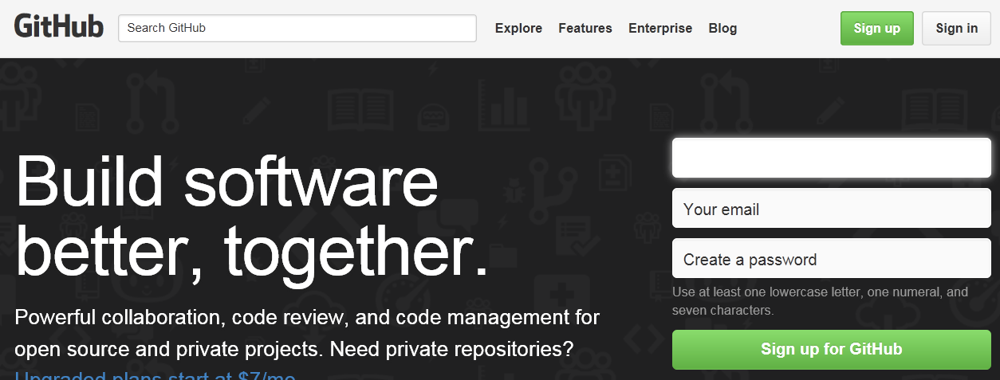 GitHub
Search GitHub
Explore Features Enterprise Blog
Sign up
Sign in
Build software
better, together.
Powerful collaboration, code review, and code management for
open source and private projects. Need private repositories?
Upgraded plans start at $7/mo
Your email
Create a password
Use at least one lowercase letter, one numeral, and
seven characters.
Sign up for GitHub